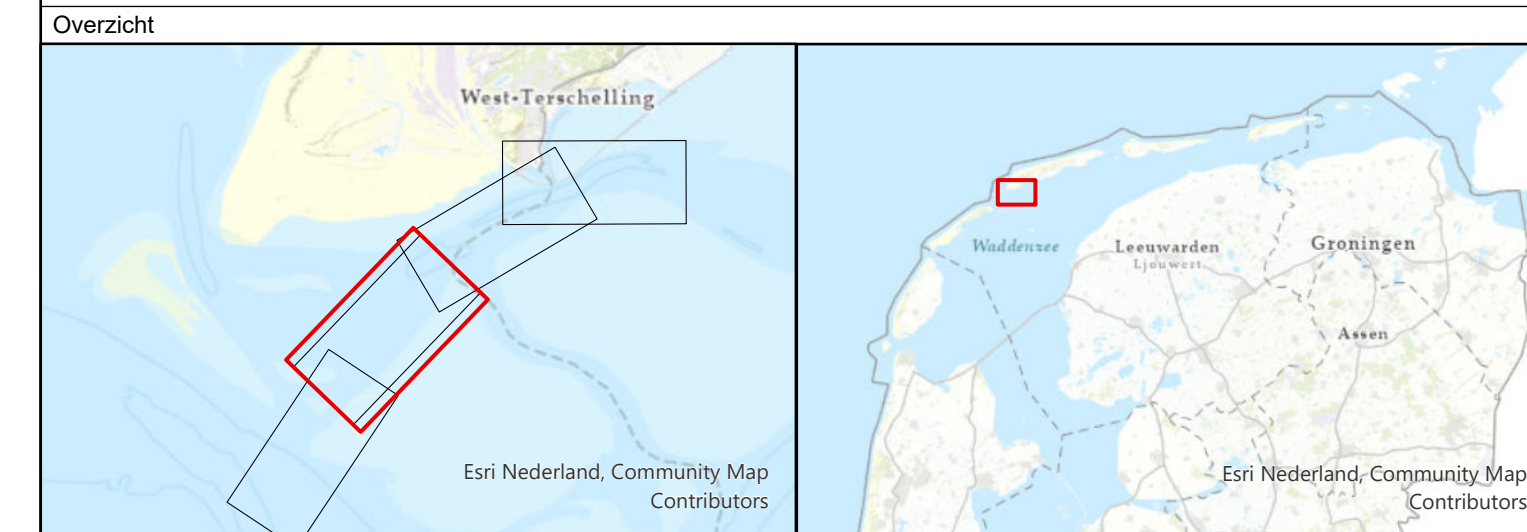 Overzicht
West-Terschelling
Esri Nederland, Community Map
Contributors
Waddenzee
Leeuwarden
Ljouwert
Groningen
Assen
Esri Nederland, Community Map
Contributors